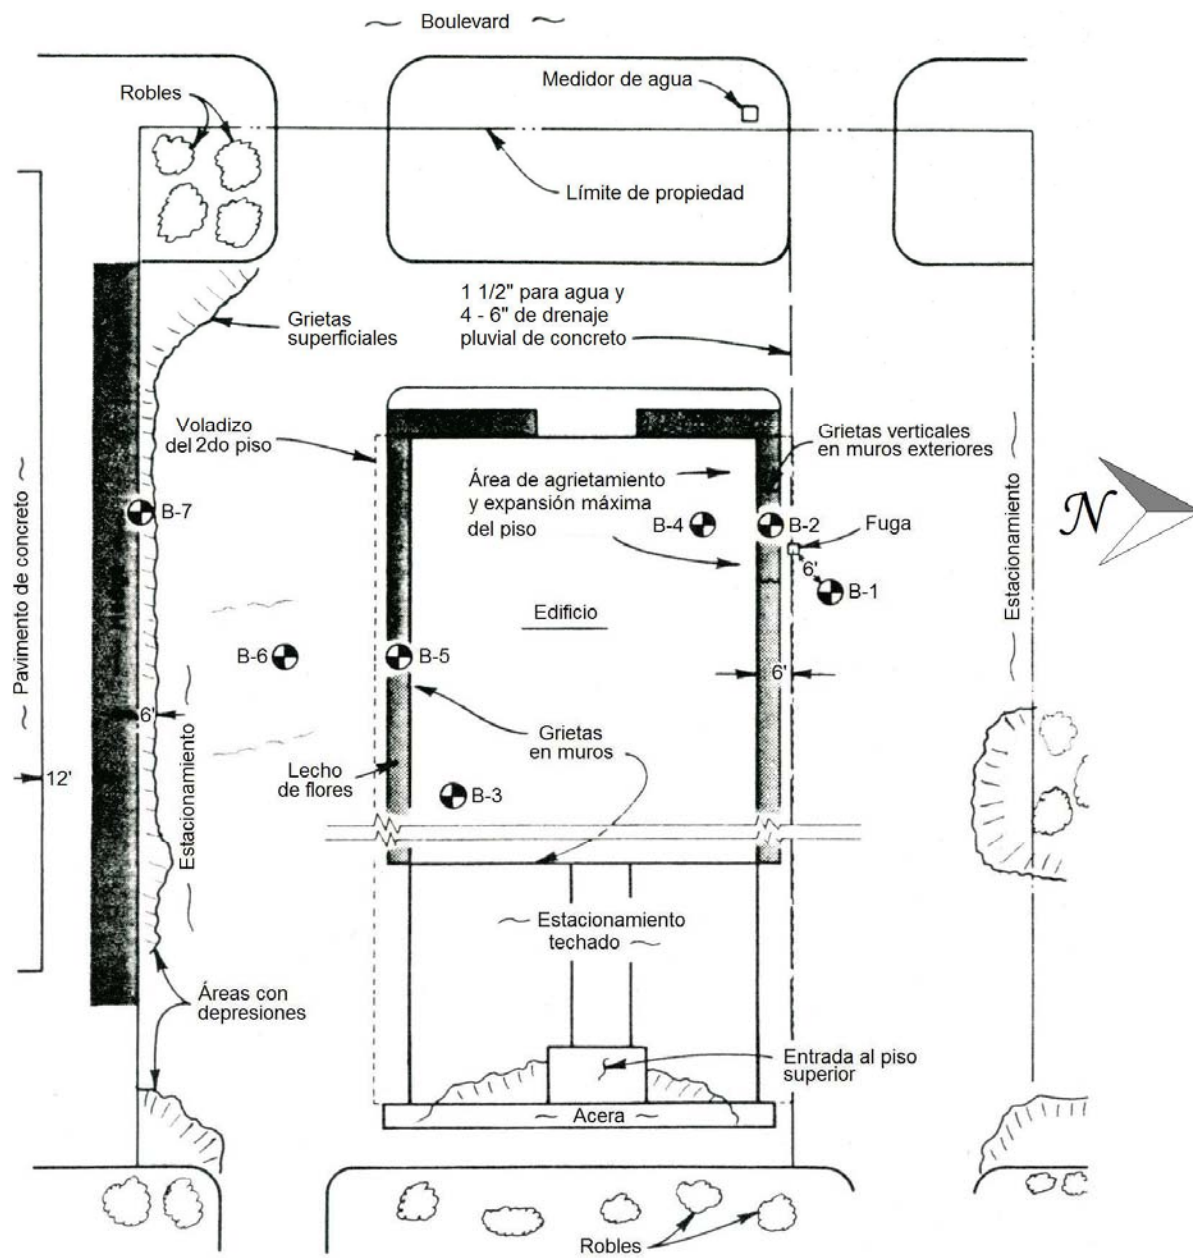 Boulevard
Medidor de agua
Robles
Límite de propiedad
1 1/2" para agua y
4 - 6" de drenaje
pluvial de concreto
Grietas
superficiales
Voladizo
del 2do piso
Grietas verticales
en muros exteriores
Área de agrietamiento
y expansión máxima
del piso
Estacionamiento
N
Pavimento de concreto
B-7
B-4
B-2
Fuga
6'
B-1
Edificio
B-6
B-5
6'
6'
Estacionamiento
Grietas
en muros
12'
Lecho
de flores
B-3
Estacionamiento
techado
Áreas con
depresiones
Entrada al piso
superior
Acera
Robles